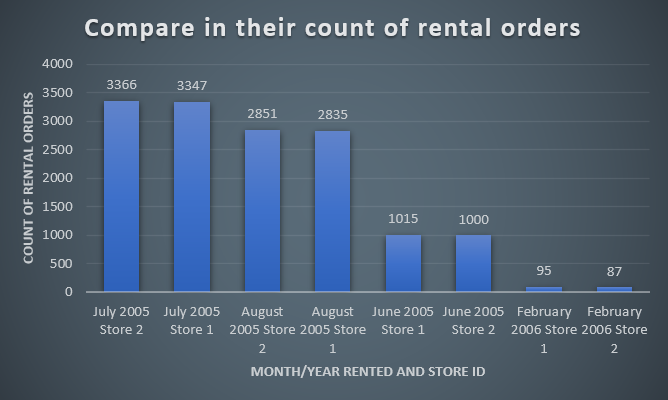 Compare in their count of rental orders
COUNT OF RENTAL ORDERS
4000
3500
3000
2500
2000
1500
1000
500
0
3366
3347
2851
2835
1015
1000
95
87
July 2005
Store 2
July 2005
Store 1
August
2005 Store
2
August
2005 Store
1
June 2005
Store 1
June 2005
Store 2
February
2006 Store
1
February
2006 Store
2
MONTH/YEAR RENTED AND STORE ID